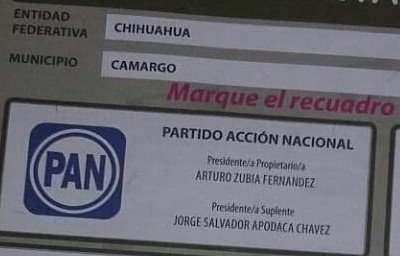 ENTIDAD
FEDERATIVA
CHIHUAHUA
MUNICIPIO
CAMARGO
Marque el recuadro
PAN
PARTIDO ACCIÓN NACIONAL
Presidente/a Propietario/a
ARTURO ZUBIA FERNANDEZ
Presidente/a Suplente
JORGE SALVADOR APODACA CHAVEZ